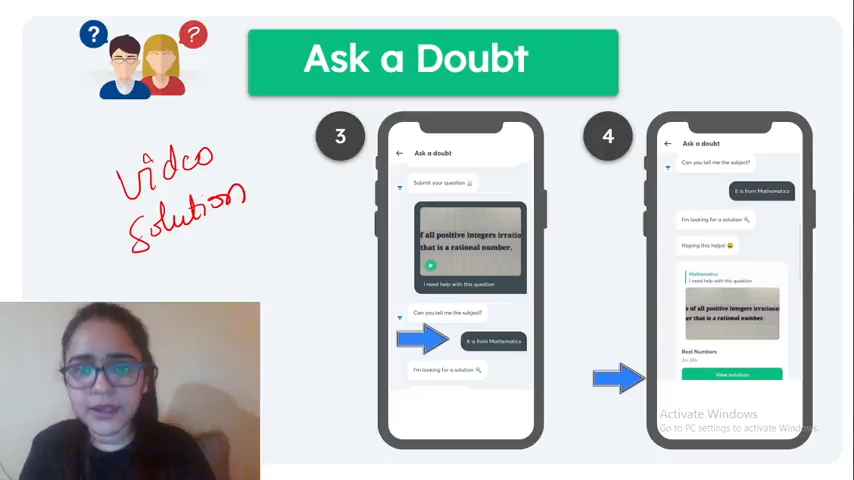 ? ?
Ask a Doubt
Video
Solution
3
Ask a doubt
Submit your question
f all positive integers irratio
that is a rational number.
I need help with this question
Can you tell me the subject?
It is from Mathematics
I'm looking for a solution
4
Ask a doubt
Can you tell me the subject?
It is from Mathematics
I'm looking for a solution
Hoping this helps!
Mathematics
I need help with this question
s of all positive integers irrationa
er that is a rational number.
Real Numbers
View solution
Activate Windows
Go to PC settings to activate Windows.